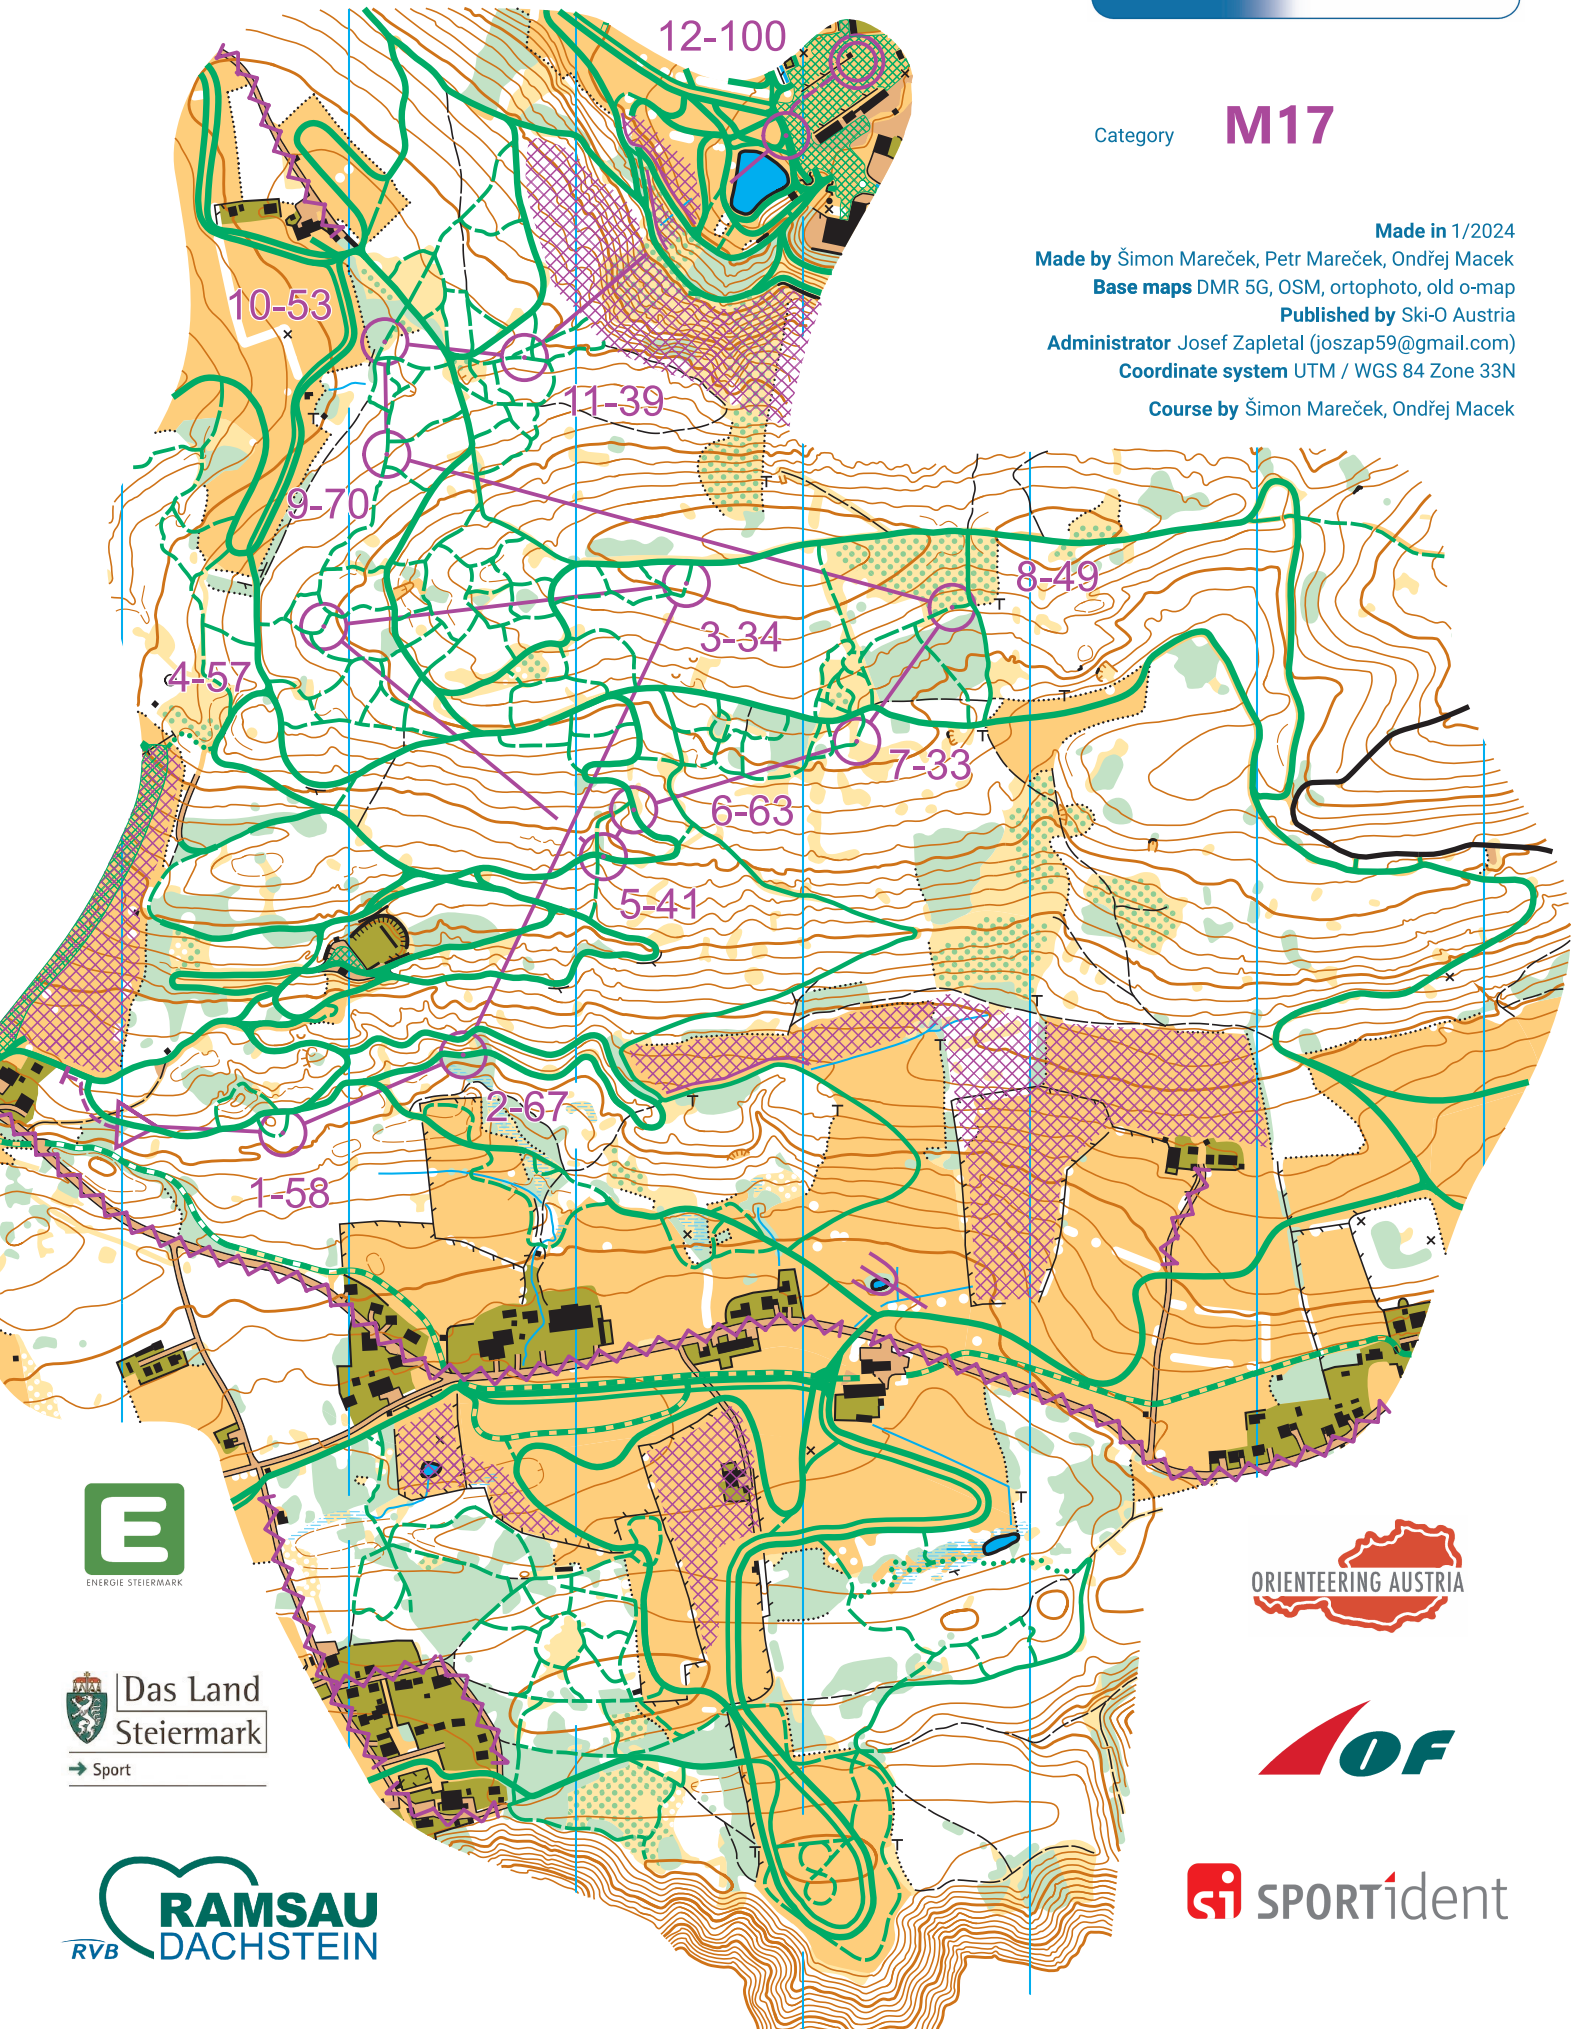 12-100
Category M17
Made in 1/2024
Made by Šimon Mareček, Petr Mareček, Ondřej Macek
Base maps DMR 5G, OSM, ortophoto, old o-map
Published by Ski-O Austria
Administrator Josef Zapletal (joszap59@gmail.com)
Coordinate system UTM / WGS 84 Zone 33N
Course by Šimon Mareček, Ondřej Macek
10-53
11-39
9-70
8-49
3-34
4-57
7-33
6-63
5-41
2-67
1-58
E
ENERGIE STEIERMARK
ORIENTEERING AUSTRIA
Das Land
Steiermark
→ Sport
IOF
RAMSAU
RVB DACHSTEIN
si SPORTident